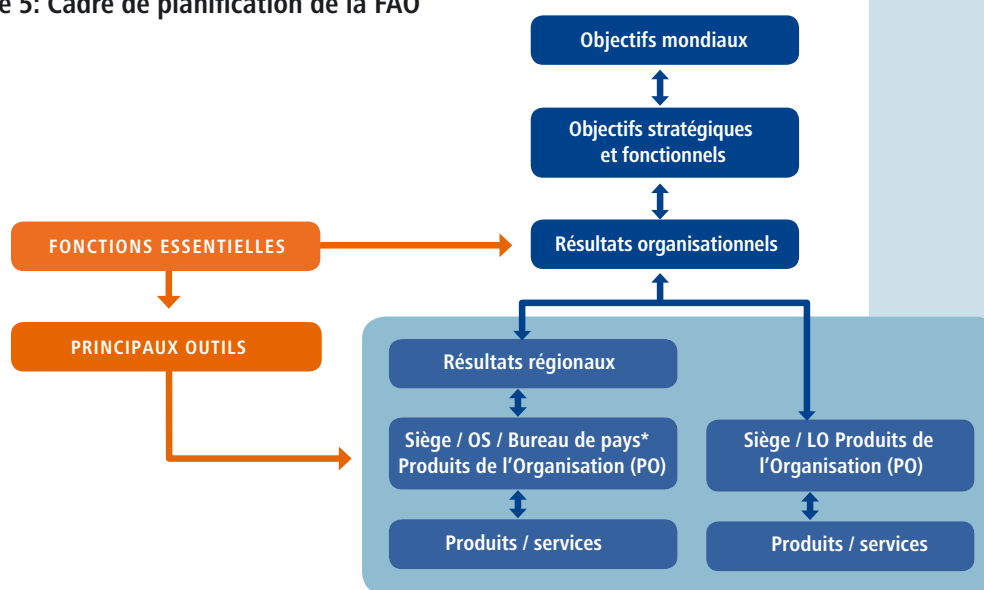 e 5: Cadre de planification de la FAO
Objectifs mondiaux
Objectifs stratégiques
et fonctionnels
FONCTIONS ESSENTIELLES
Résultats organisationnels
PRINCIPAUX OUTILS
Résultats régionaux
Siège / OS / Bureau de pays*
Produits de l’Organisation (PO)
Siège / LO Produits de
l’Organisation (PO)
Produits / services
Produits / services